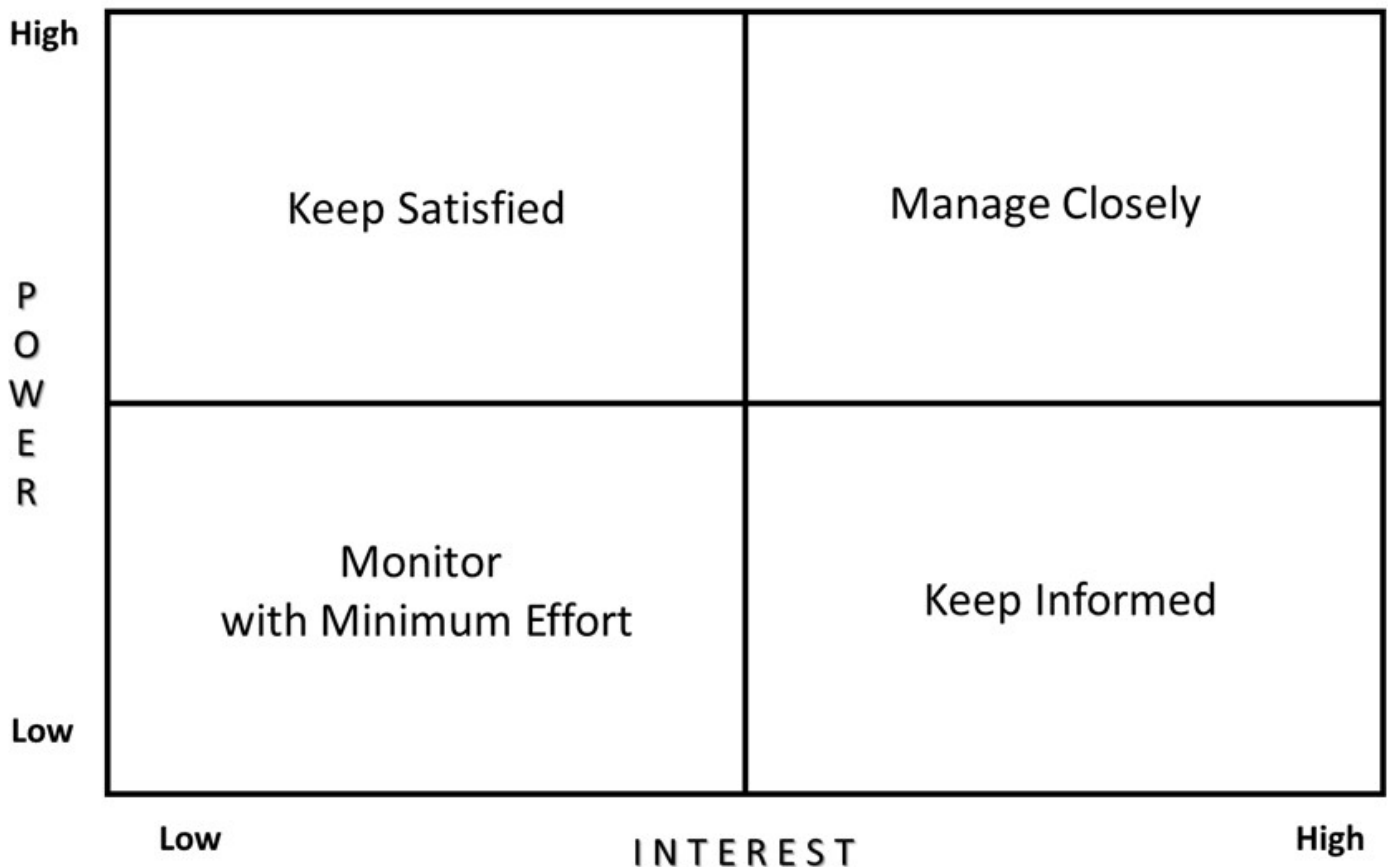 High
Keep Satisfied
Manage Closely
P
O
W
E
R
Monitor
with Minimum Effort
Keep Informed
Low
Low
INTEREST
High